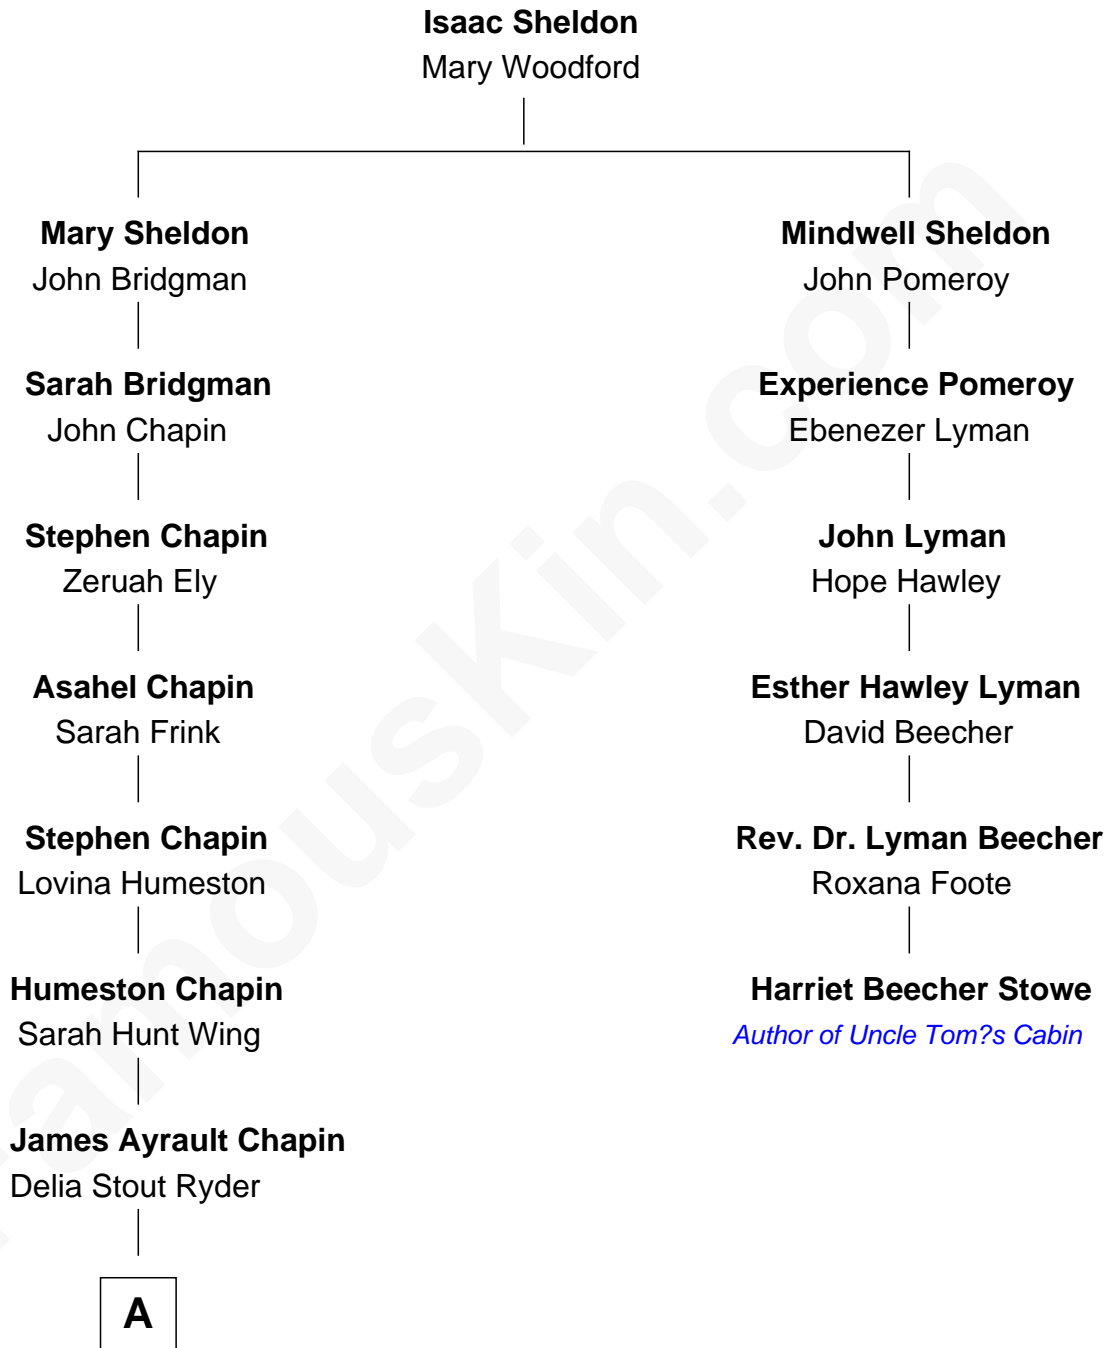 Isaac Sheldon
Mary Woodford
Mary Sheldon
John Bridgman
Sarah Bridgman
John Chapin
Stephen Chapin
Zeruah Ely
Asahel Chapin
Sarah Frink
Stephen Chapin
Lovina Humeston
Humeston Chapin
Sarah Hunt Wing
James Ayrault Chapin
Delia Stout Ryder
A
Mindwell Sheldon
John Pomeroy
Experience Pomeroy
Ebenezer Lyman
John Lyman
Hope Hawley
Esther Hawley Lyman
David Beecher
Rev. Dr. Lyman Beecher
Roxana Foote
Harriet Beecher Stowe
Author of Uncle Tom?s Cabin
FamousKin.com